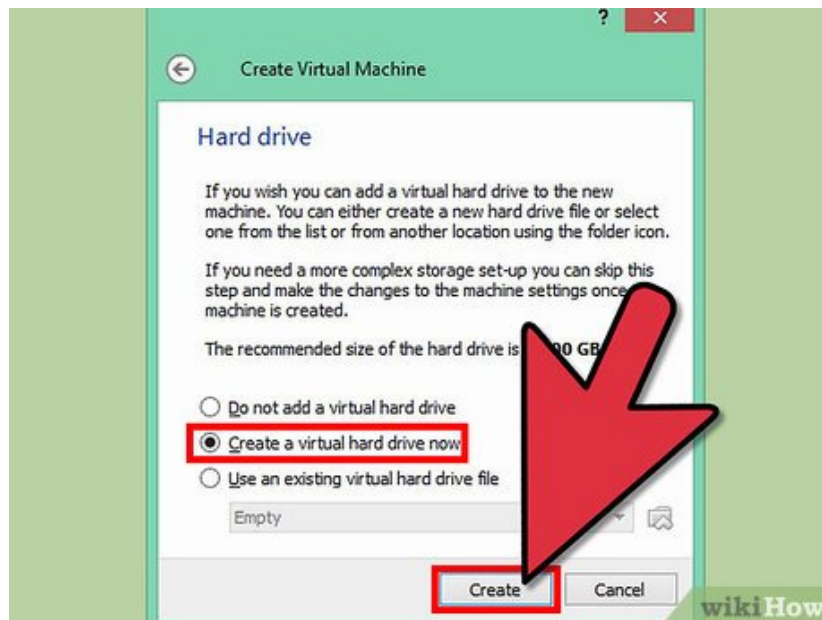 ?
Create Virtual Machine
Hard drive
If you wish you can add a virtual hard drive to the new
machine. You can either create a new hard drive file or select
one from the list or from another location using the folder icon.
If you need a more complex storage set-up you can skip this
step and make the changes to the machine settings once
machine is created.
The recommended size of the hard drive is GB
Do not add a virtual hard drive
Create a virtual hard drive now
Use an existing virtual hard drive file
Empty
Create Cancel
wikiHow